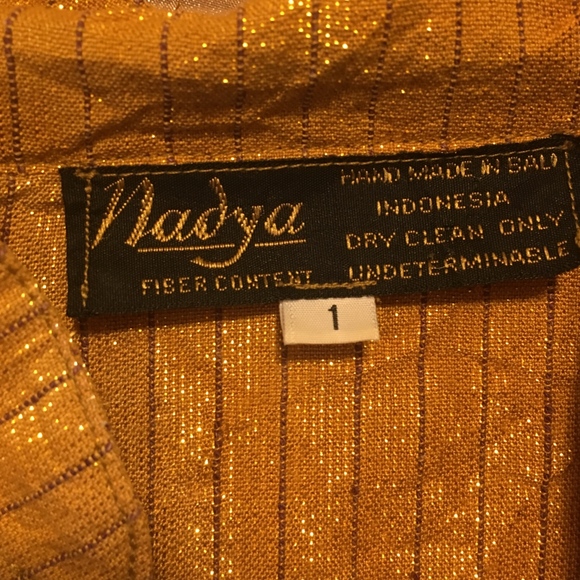 Nadya
HAND MADE IN BALI
INDONESIA
DRY CLEAN ONLY
FIBER CONTENT UNDETERMINABLE
1